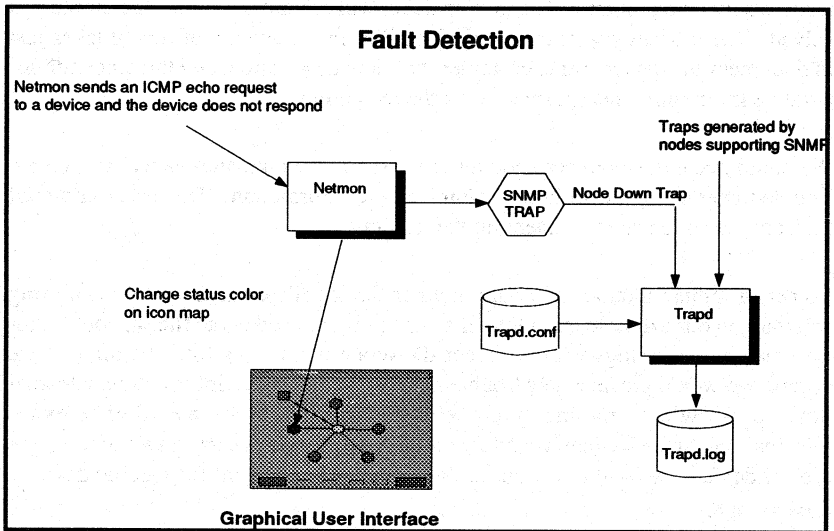 Fault Detection
Netmon sends an ICMP echo request
to a device and the device does not respond
Traps generated by
nodes supporting SNMP
Netmon
SNMP
TRAP
Node Down Trap
Change status color
on icon map
Trapd.conf
Trapd
Trapd.log
Graphical User Interface